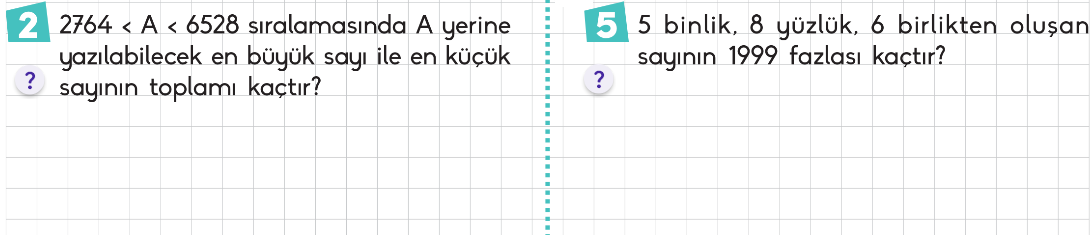 2 2764 < A < 6528 sıralamasında A yerine
yazılabilecek en büyük sayı ile en küçük
? sayının toplamı kaçtır?
5 5 binlik, 8 yüzlük, 6 birlikten oluşan
sayının 1999 fazlası kaçtır?
?